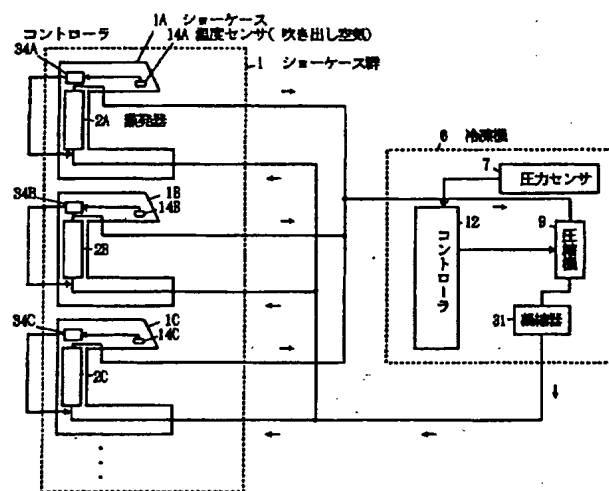 1A ショーケース
コントローラ
14A 温度センサ(吹き出し空気)
34A
1 ショーケース群
2A 蒸発器
6 冷凍機
7
圧力センサ
34B
1B
14B
12
9
コントローラ
圧縮機
2B
31
凝縮器
34C
1C
14C
2C